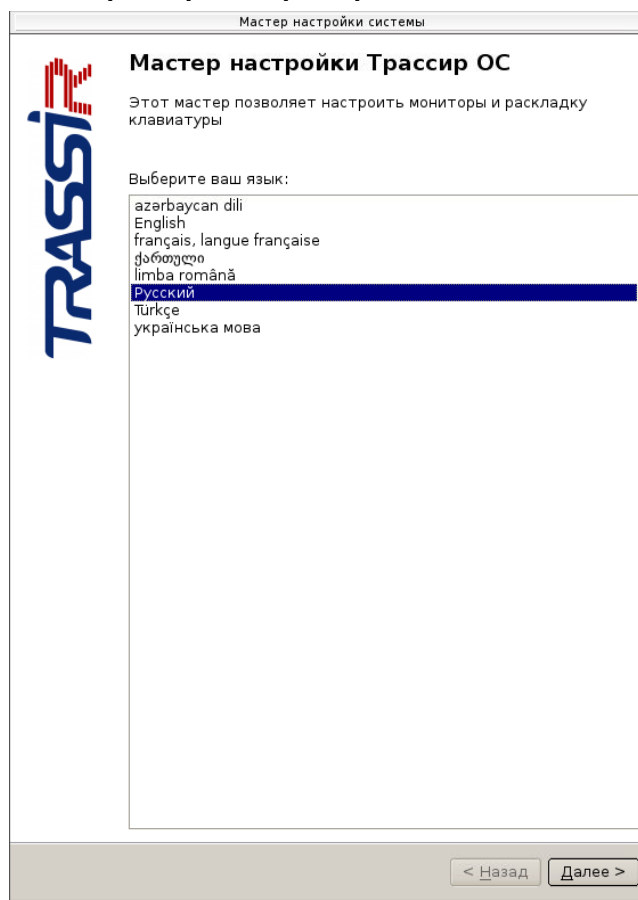 Мастер настройки системы
TRASSIR
Мастер настройки Трассир ОС
Этот мастер позволяет настроить мониторы и раскладку
клавиатуры
Выберите ваш язык:
azərbaycan dili
English
français, langue française
ქართული
limba română
Русский
Türkçe
українська мова
< Назад
Далее >